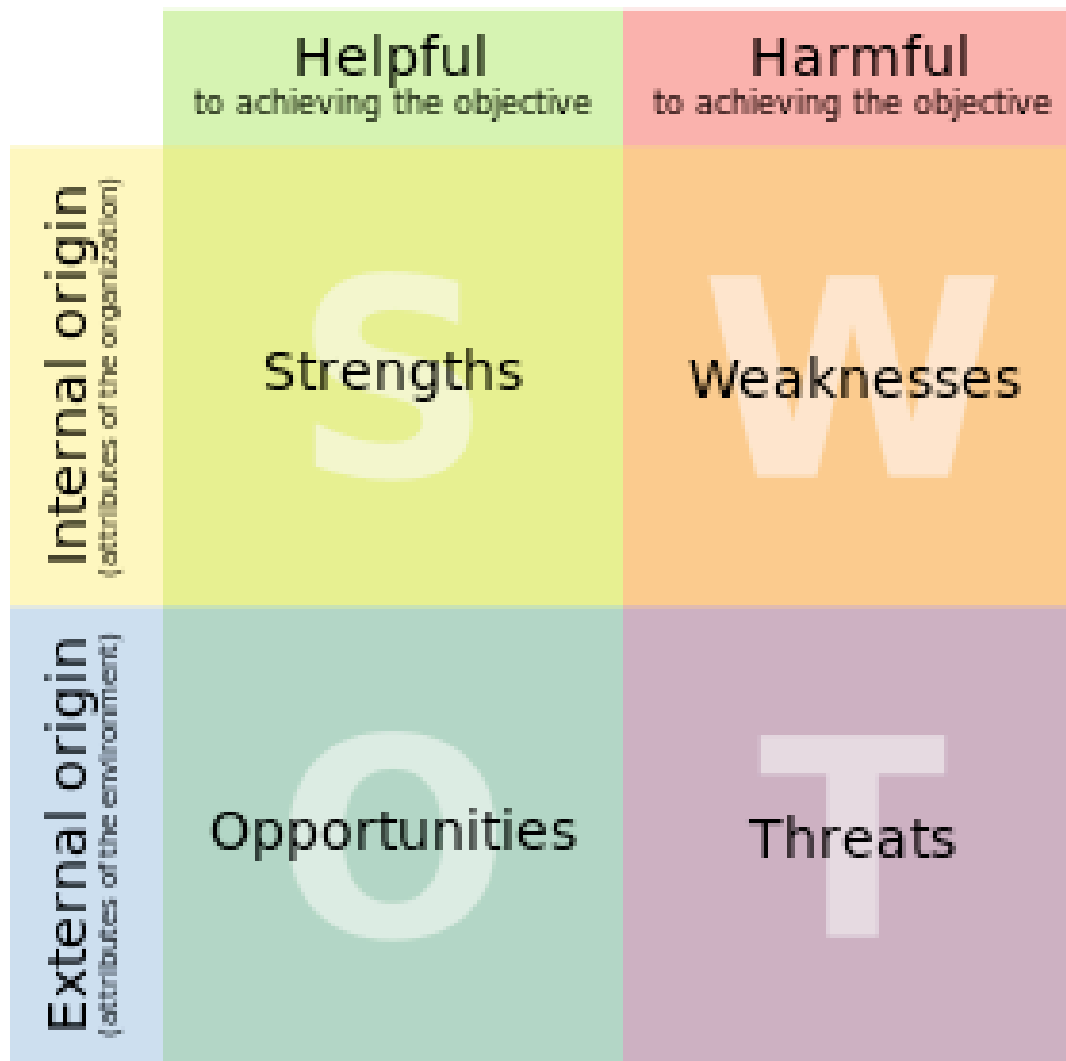 Helpful
to achieving the objective
Harmful
to achieving the objective
Internal origin
(attributes of the organization)
S
Strengths
W
Weaknesses
External origin
(attributes of the environment)
O
Opportunities
T
Threats